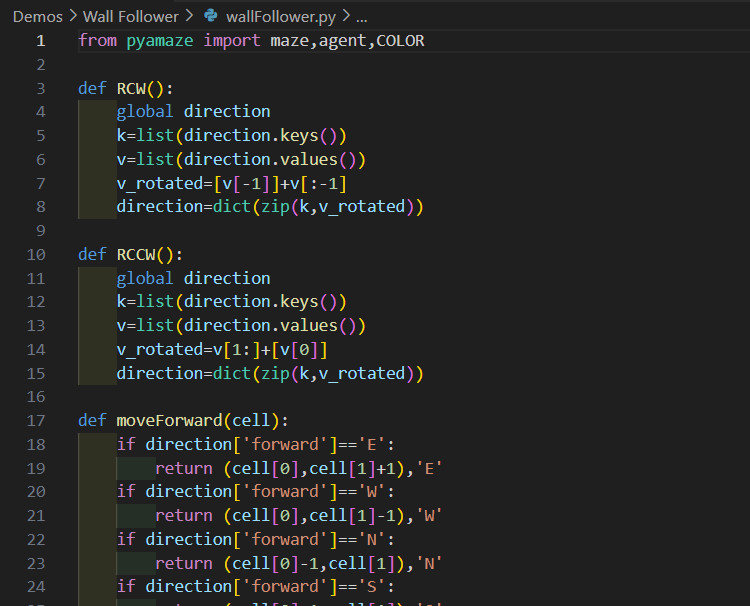 Demos > Wall Follower > wallFollower.py > ...
1 from pyamaze import maze,agent,COLOR
2
3 def RCW():
4     global direction
5     k=list(direction.keys())
6     v=list(direction.values())
7     v_rotated=[v[-1]]+v[:-1]
8     direction=dict(zip(k,v_rotated))
9
10 def RCCW():
11     global direction
12     k=list(direction.keys())
13     v=list(direction.values())
14     v_rotated=v[1:]+[v[0]]
15     direction=dict(zip(k,v_rotated))
16
17 def moveForward(cell):
18     if direction['forward']=='E':
19         return (cell[0],cell[1]+1),'E'
20     if direction['forward']=='W':
21         return (cell[0],cell[1]-1),'W'
22     if direction['forward']=='N':
23         return (cell[0]-1,cell[1]),'N'
24     if direction['forward']=='S':